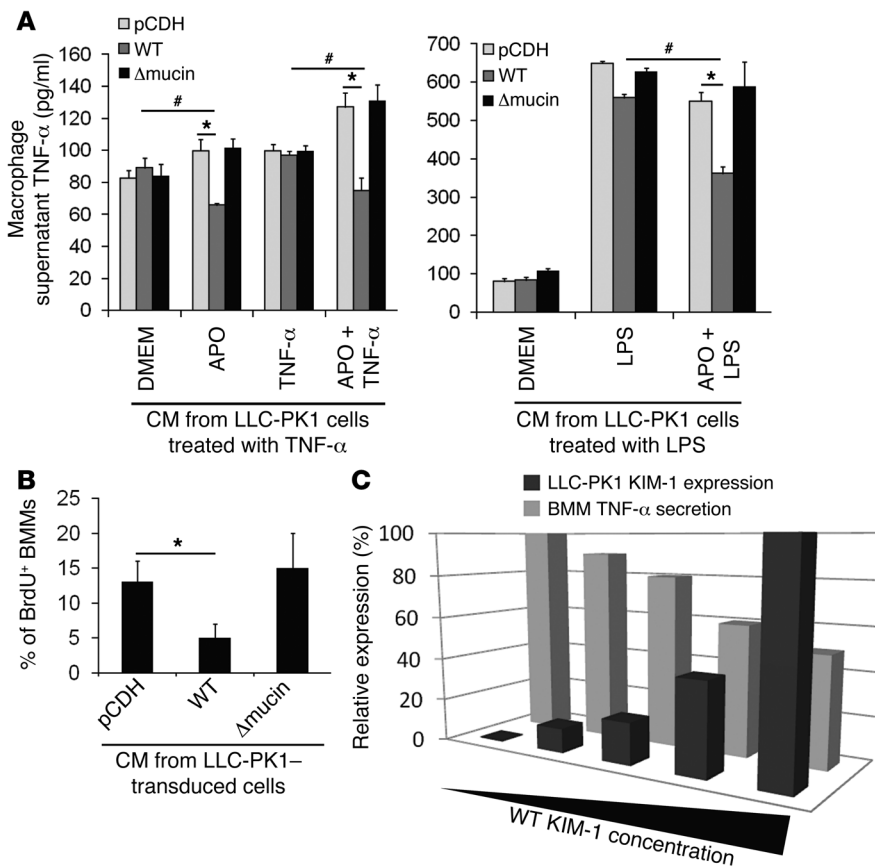 A
pCDH
WT
Δmucin
Macrophage
supernatant TNF-α (pg/ml)
160
140
120
100
80
60
40
20
0
#
*
#
*
DMEM
APO
TNF-α
APO +
TNF-α
CM from LLC-PK1 cells
treated with TNF-α
pCDH
WT
Δmucin
700
600
500
400
300
200
100
0
#
*
DMEM
LPS
APO +
LPS
CM from LLC-PK1 cells
treated with LPS
B
% of BrdU⁺ BMMs
25
20
15
10
5
0
*
pCDH
WT
Δmucin
CM from LLC-PK1–
transduced cells
C
LLC-PK1 KIM-1 expression
BMM TNF-α secretion
Relative expression (%)
100
80
60
40
20
0
WT KIM-1 concentration